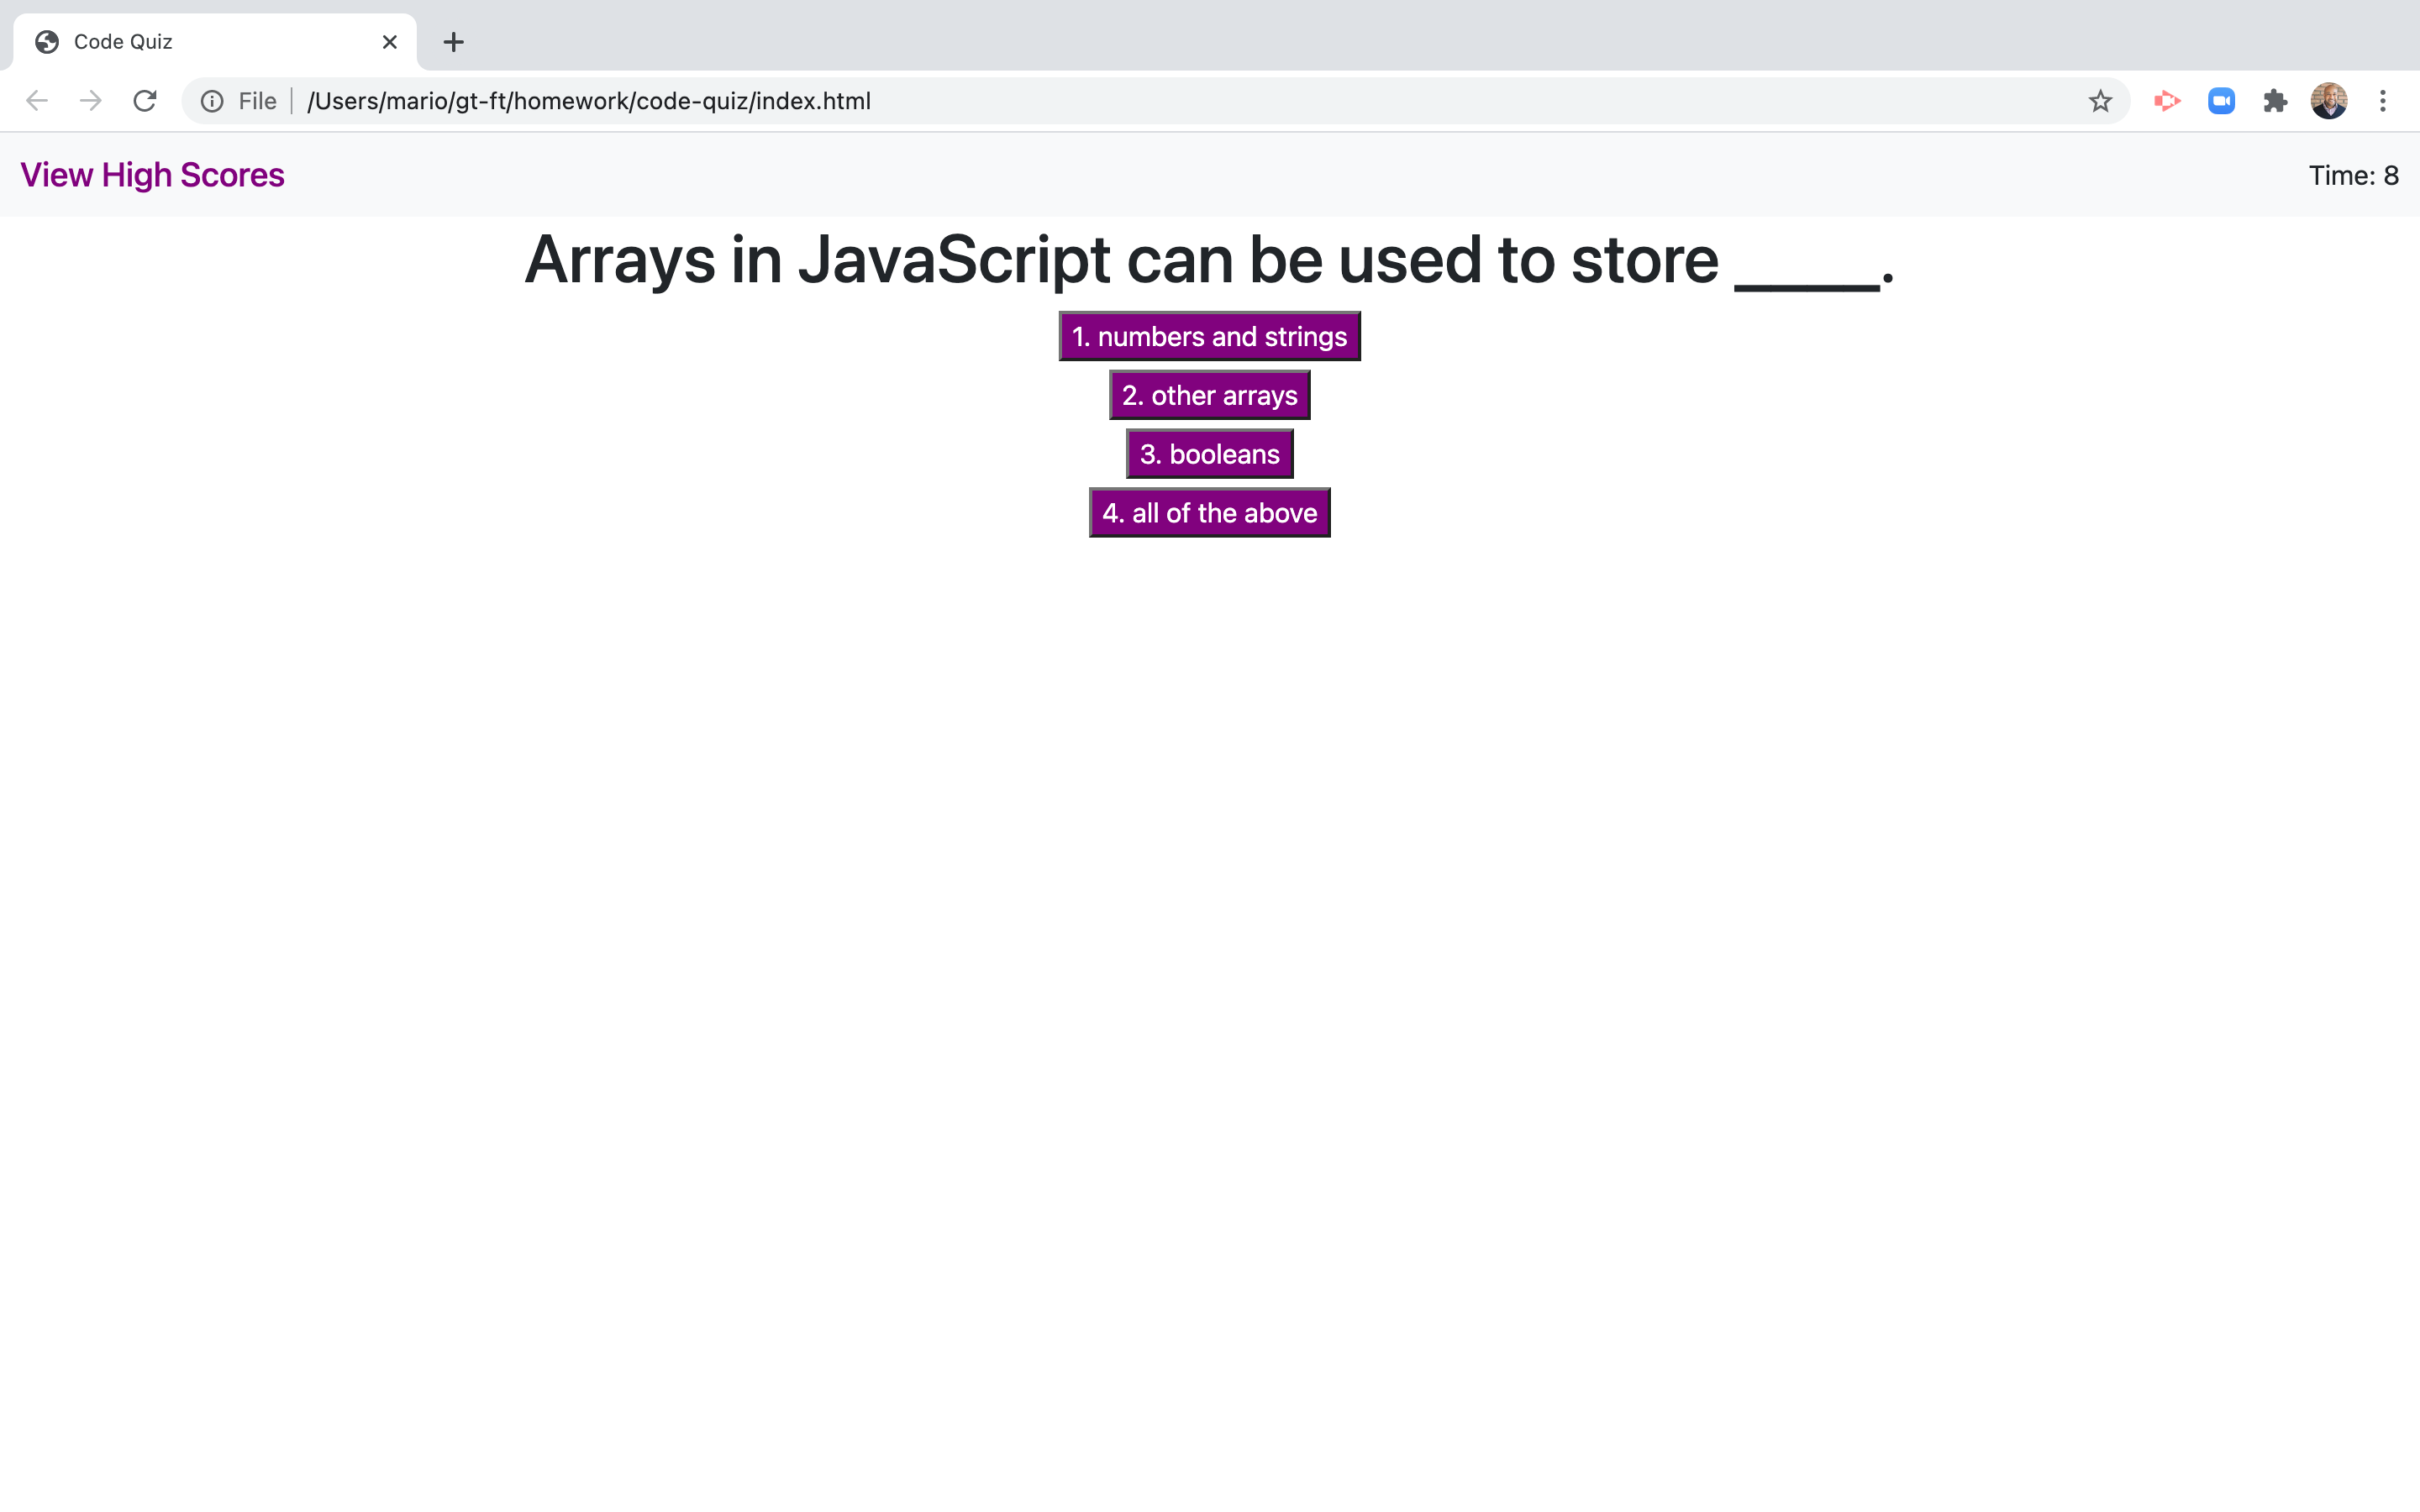 Code Quiz
File /Users/mario/gt-ft/homework/code-quiz/index.html
View High Scores
Time: 8
Arrays in JavaScript can be used to store ____.
1. numbers and strings
2. other arrays
3. booleans
4. all of the above